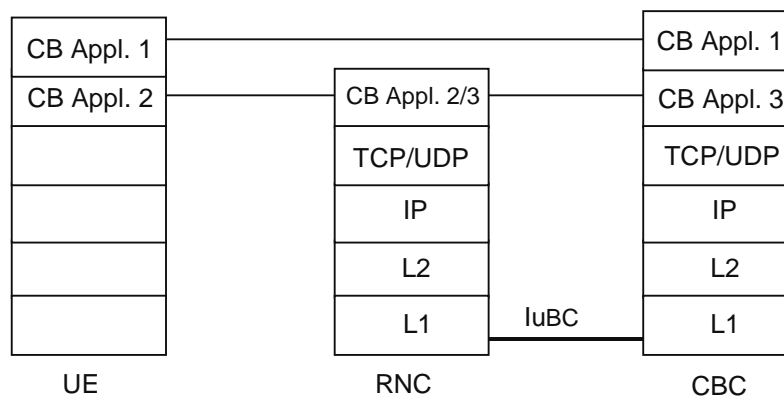 CB Appl. 1
CB Appl. 2
UE
CB Appl. 2/3
TCP/UDP
IP
L2
L1
RNC
IuBC
CB Appl. 1
CB Appl. 3
TCP/UDP
IP
L2
L1
CBC